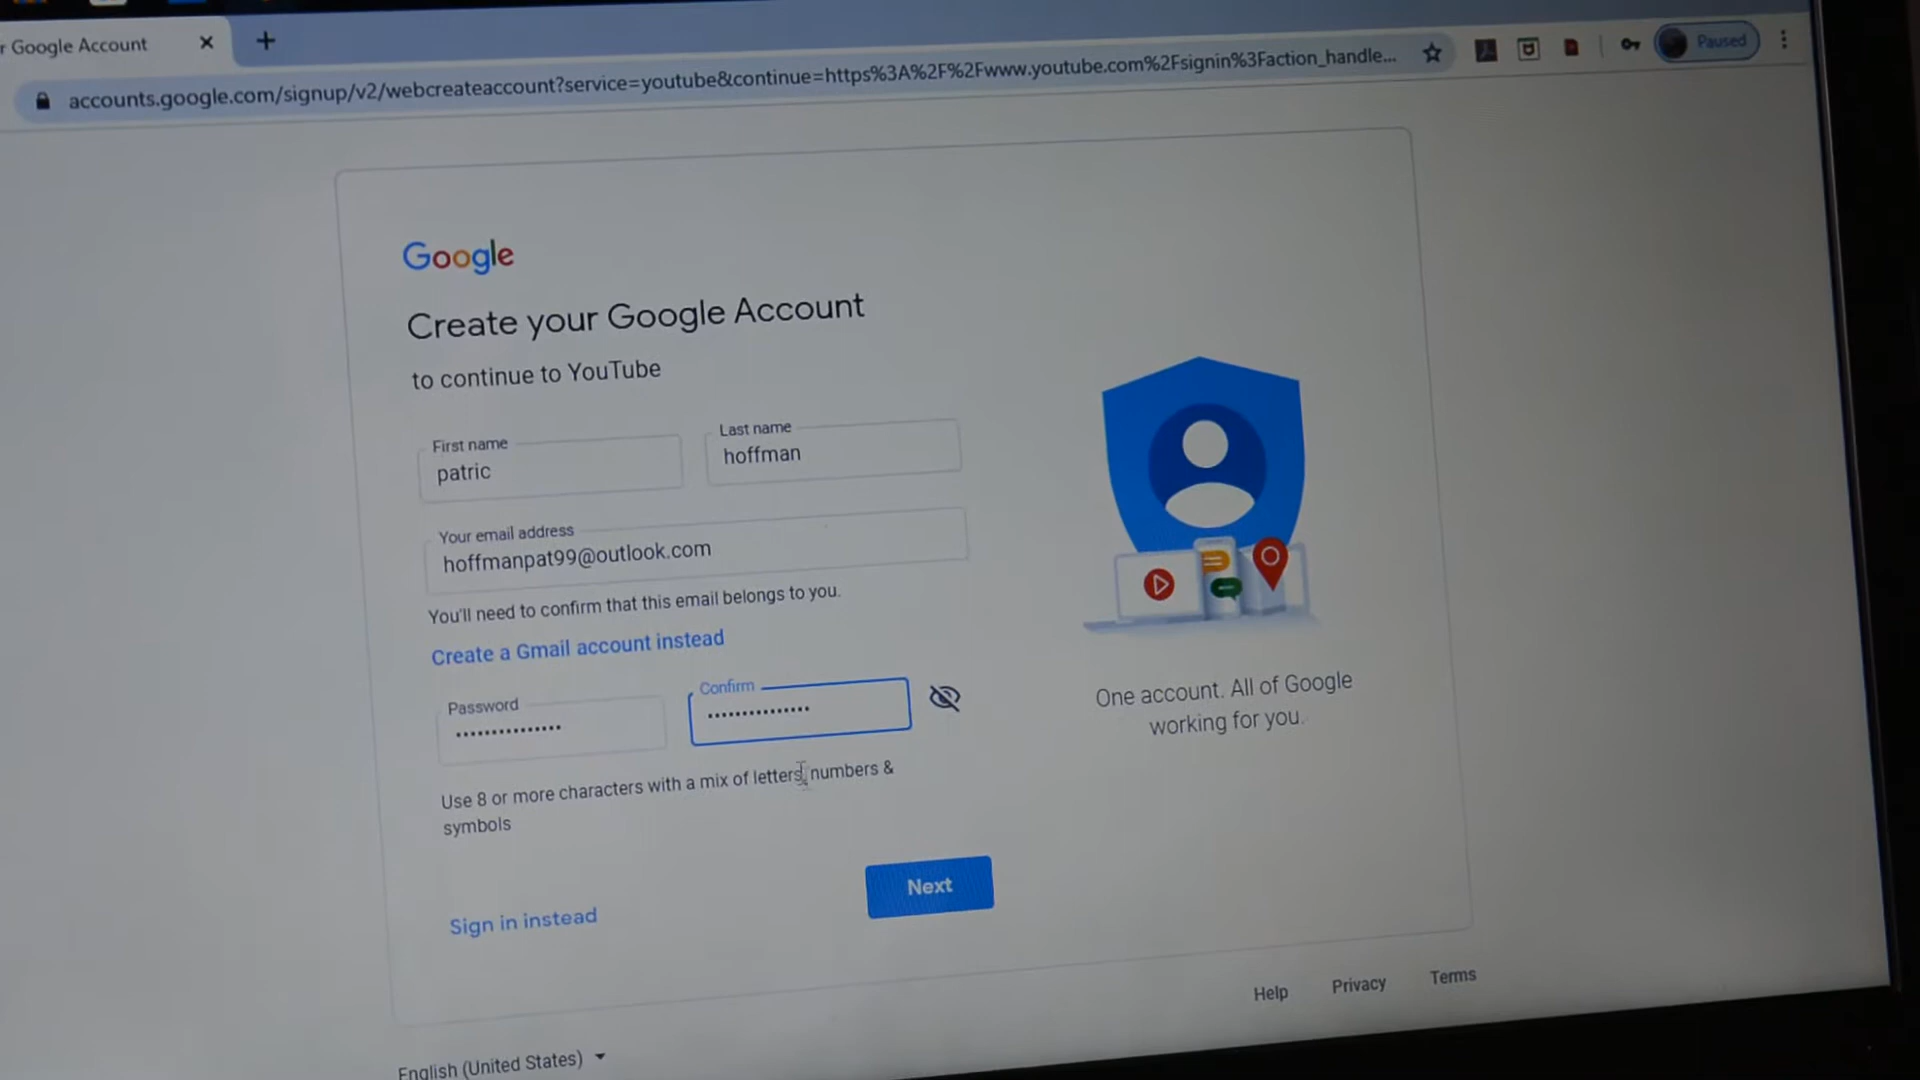 r Google Account
Paused
accounts.google.com/signup/v2/webcreateaccount?service=youtube&continue=https%3A%2F%2Fwww.youtube.com%2Fsignin%3Faction_handle...
Google
Create your Google Account
to continue to YouTube
First name
Last name
patric
hoffman
Your email address
hoffmanpat99@outlook.com
You'll need to confirm that this email belongs to you.
Create a Gmail account instead
Password
Confirm
•••••••••••••••
•••••••••••••••
Use 8 or more characters with a mix of letters, numbers &
symbols
One account. All of Google
working for you.
Sign in instead
Next
Help
Privacy
Terms
English (United States)